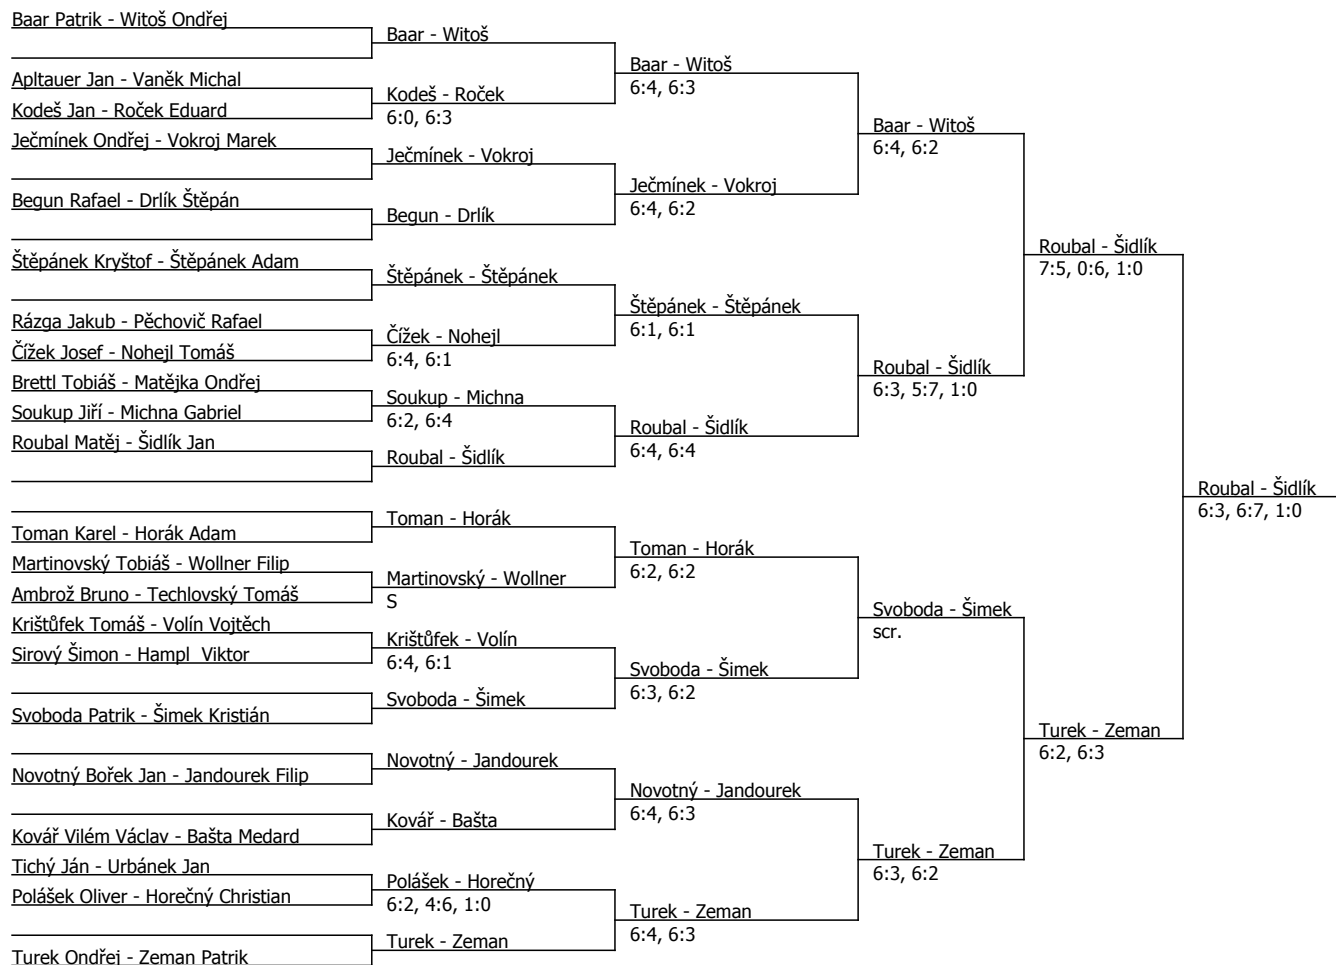 Baar Patrik - Witoš Ondřej
Apltauer Jan - Vaněk Michal
Kodeš Jan - Roček Eduard
Ječmínek Ondřej - Vokroj Marek
Begun Rafael - Drlík Štěpán
Štěpánek Kryštof - Štěpánek Adam
Rázga Jakub - Pěchovič Rafael
Čížek Josef - Nohejl Tomáš
Brettl Tobiáš - Matějka Ondřej
Soukup Jiří - Michna Gabriel
Roubal Matěj - Šidlík Jan
Toman Karel - Horák Adam
Martinovský Tobiáš - Wollner Filip
Ambrož Bruno - Techlovský Tomáš
Krištůfek Tomáš - Volín Vojtěch
Sirový Šimon - Hampl  Viktor
Svoboda Patrik - Šimek Kristián
Novotný Bořek Jan - Jandourek Filip
Kovář Vilém Václav - Bašta Medard
Tichý Ján - Urbánek Jan
Polášek Oliver - Horečný Christian
Turek Ondřej - Zeman Patrik
Baar - Witoš
Kodeš - Roček
6:0, 6:3
Ječmínek - Vokroj
Begun - Drlík
Štěpánek - Štěpánek
Čížek - Nohejl
6:4, 6:1
Soukup - Michna
6:2, 6:4
Roubal - Šidlík
Toman - Horák
Martinovský - Wollner
S
Krištůfek - Volín
6:4, 6:1
Svoboda - Šimek
Novotný - Jandourek
Kovář - Bašta
Polášek - Horečný
6:2, 4:6, 1:0
Turek - Zeman
Baar - Witoš
6:4, 6:3
Ječmínek - Vokroj
6:4, 6:2
Štěpánek - Štěpánek
6:1, 6:1
Roubal - Šidlík
6:4, 6:4
Toman - Horák
6:2, 6:2
Svoboda - Šimek
6:3, 6:2
Novotný - Jandourek
6:4, 6:3
Turek - Zeman
6:4, 6:3
Baar - Witoš
6:4, 6:2
Roubal - Šidlík
6:3, 5:7, 1:0
Svoboda - Šimek
scr.
Turek - Zeman
6:3, 6:2
Roubal - Šidlík
7:5, 0:6, 1:0
Turek - Zeman
6:2, 6:3
Roubal - Šidlík
6:3, 6:7, 1:0